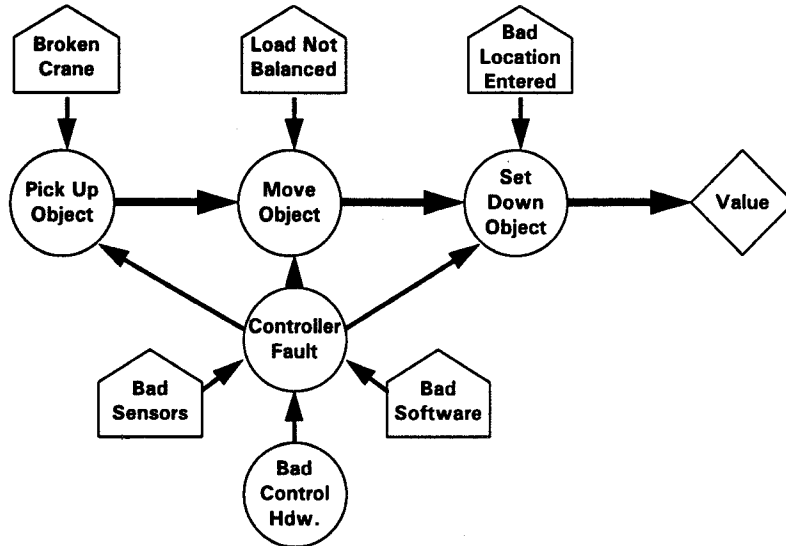 Broken
Crane
Load Not
Balanced
Bad
Location
Entered
Pick Up
Object
Move
Object
Set
Down
Object
Value
Controller
Fault
Bad
Sensors
Bad
Software
Bad
Control
Hdw.